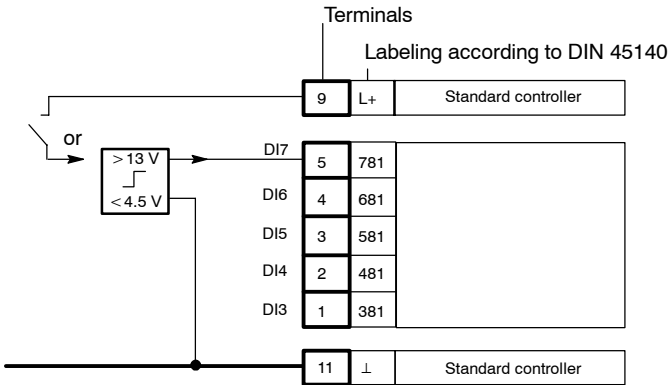 Terminals
Labeling according to DIN 45140
9 L+ Standard controller
or
> 13 V
< 4.5 V
DI7 5 781
DI6 4 681
DI5 3 581
DI4 2 481
DI3 1 381
11 ⊥ Standard controller